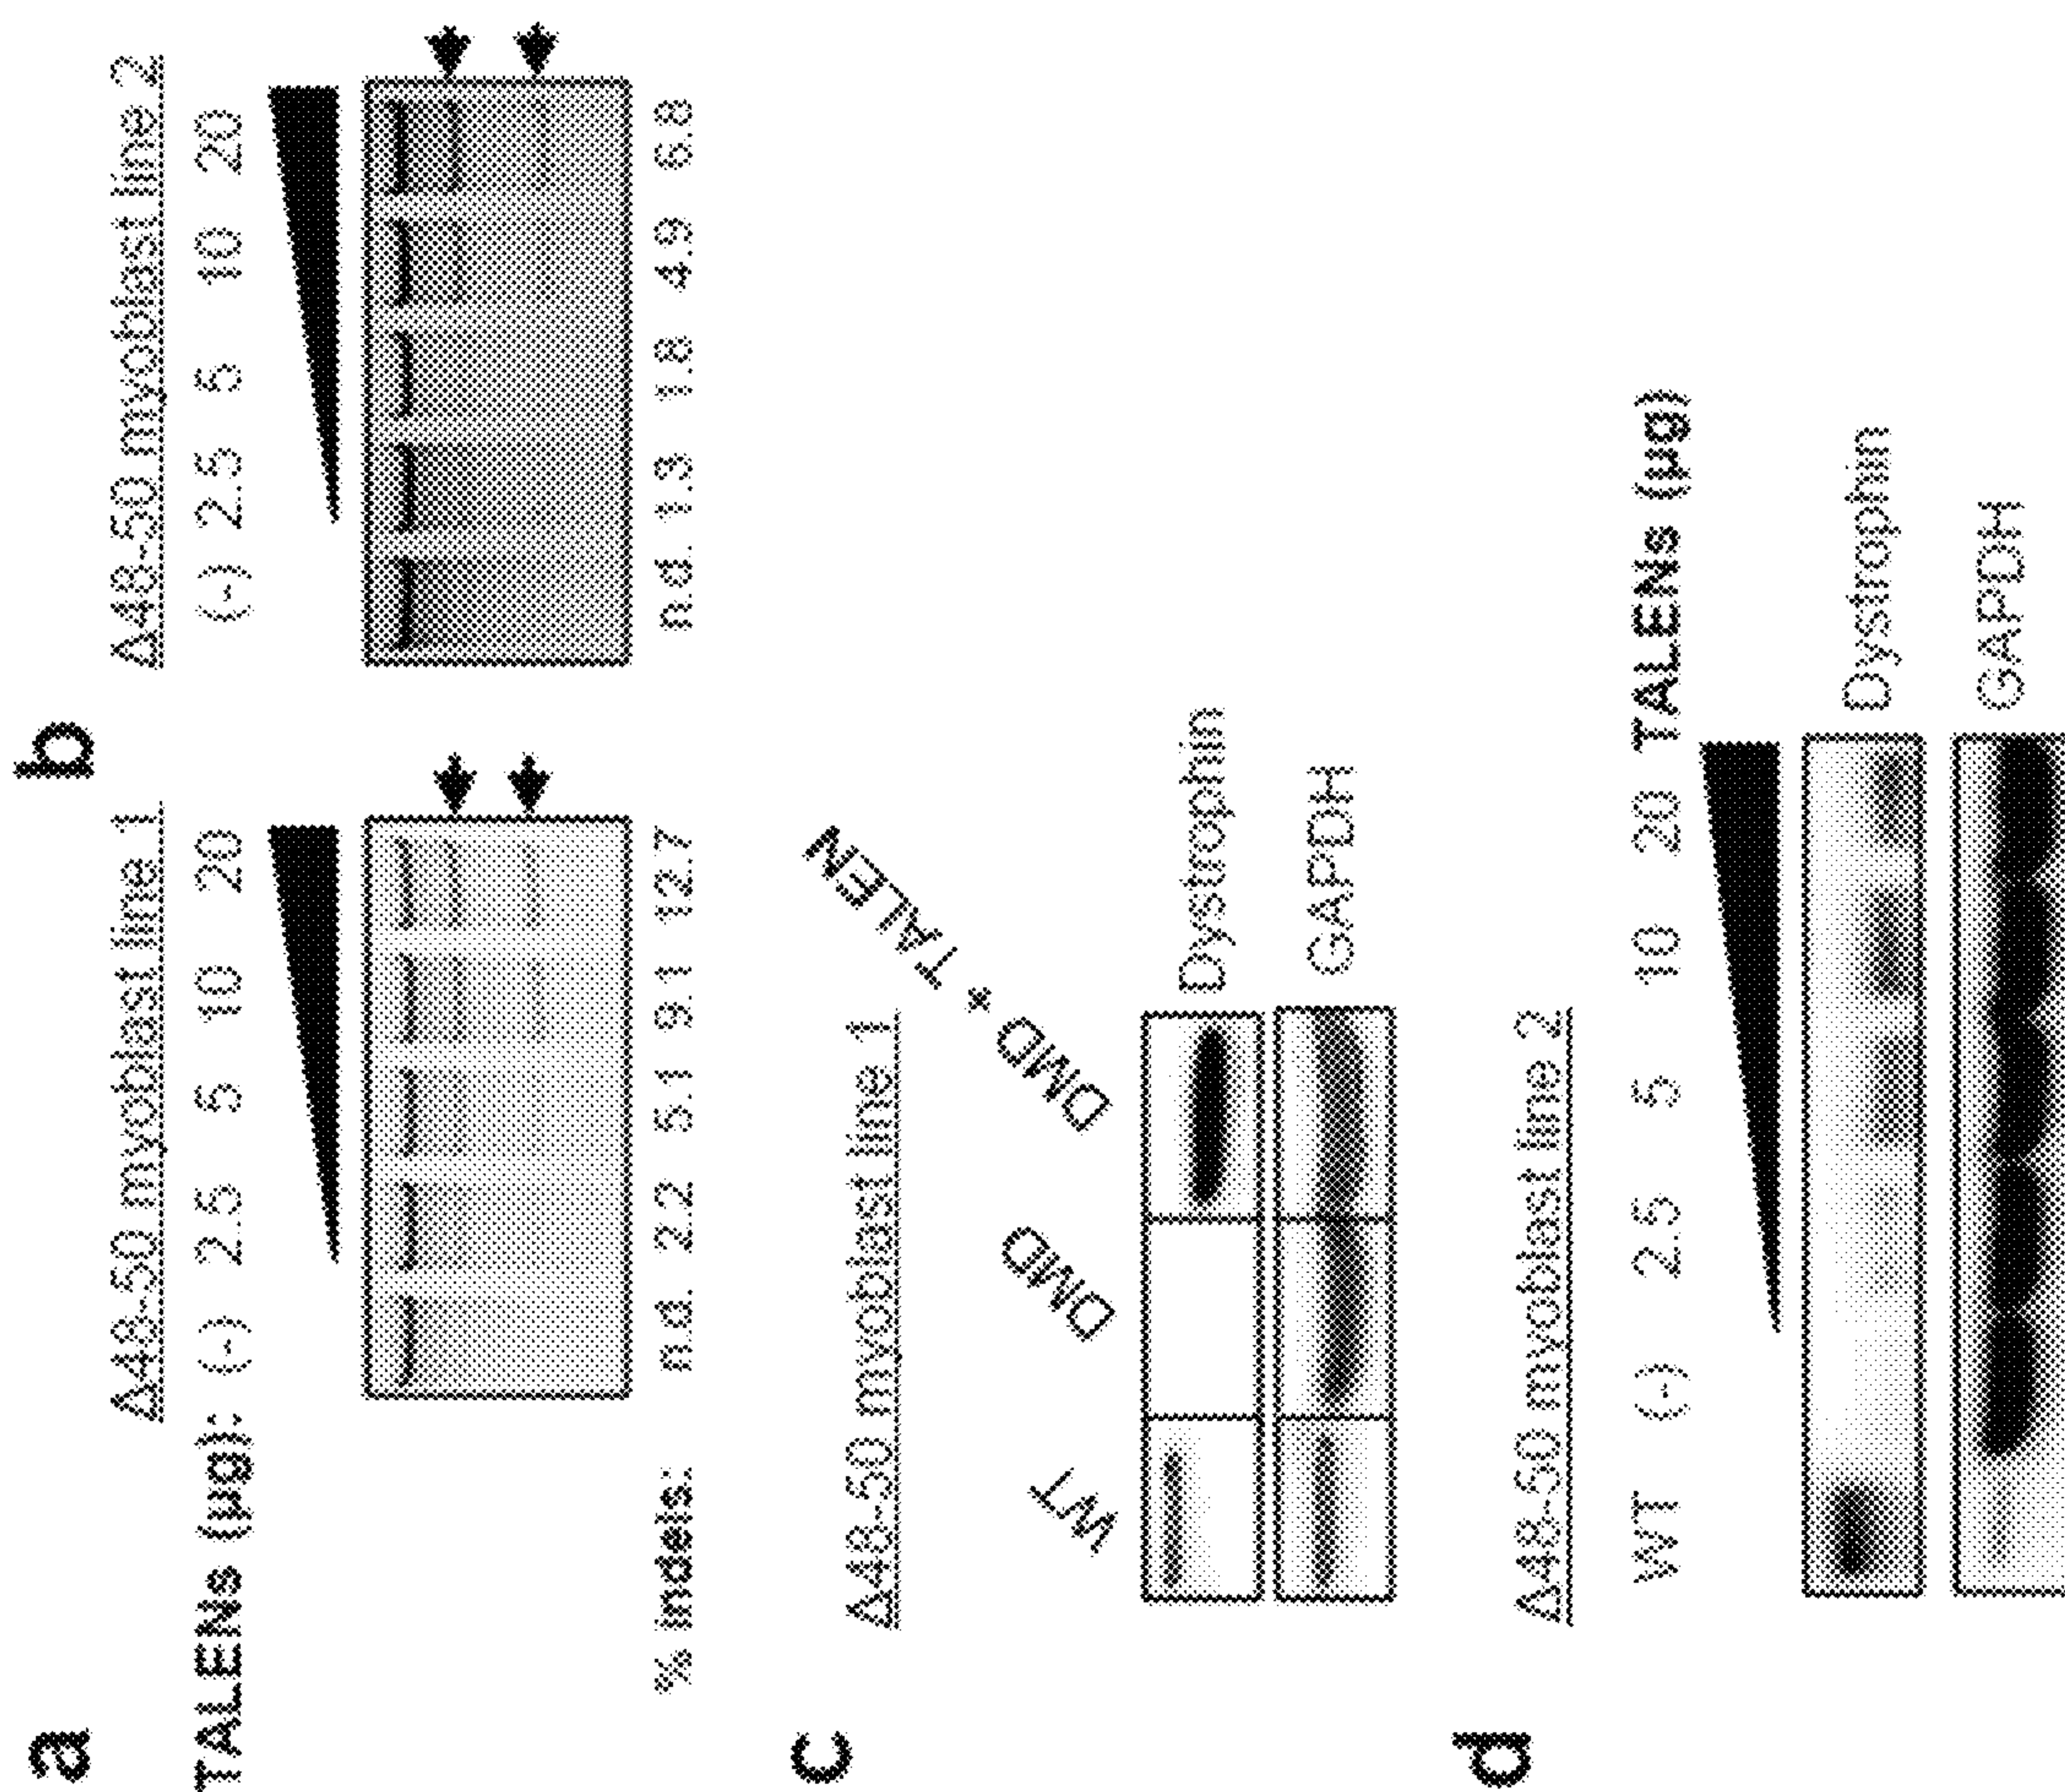 a
Δ48-50 myoblast line 1
TALENs (µg): (-) 2.5 5 10 20
% indels: n.d. 2.2 5.1 9.1 12.7
b
Δ48-50 myoblast line 2
(-) 2.5 5 10 20
n.d. 1.3 1.8 4.9 6.8
c
Δ48-50 myoblast line 1
WT DMD DMD + TALEN
Dystrophin
GAPDH
d
Δ48-50 myoblast line 2
WT (-) 2.5 5 10 20 TALENs (µg)
Dystrophin
GAPDH